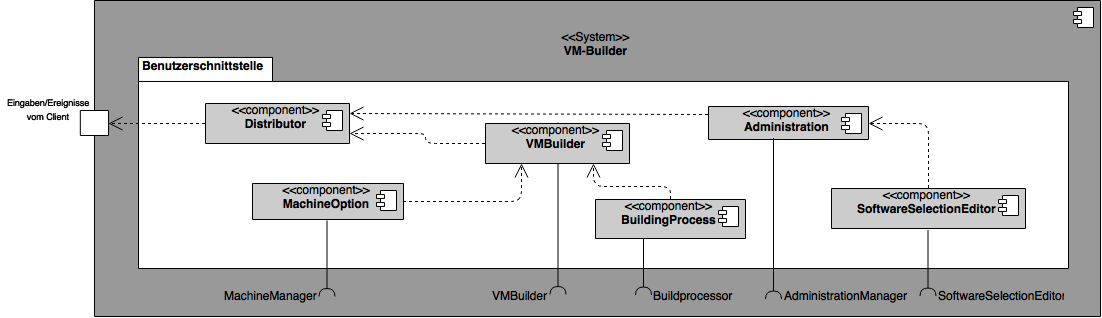 <<System>>
VM-Builder
Benutzerschnittstelle
Eingaben/Ereignisse
vom Client
<<component>>
Distributor
<<component>>
VMBuilder
<<component>>
Administration
<<component>>
MachineOption
<<component>>
BuildingProcess
<<component>>
SoftwareSelectionEditor
MachineManager
VMBuilder
Buildprocessor
AdministrationManager
SoftwareSelectionEditor